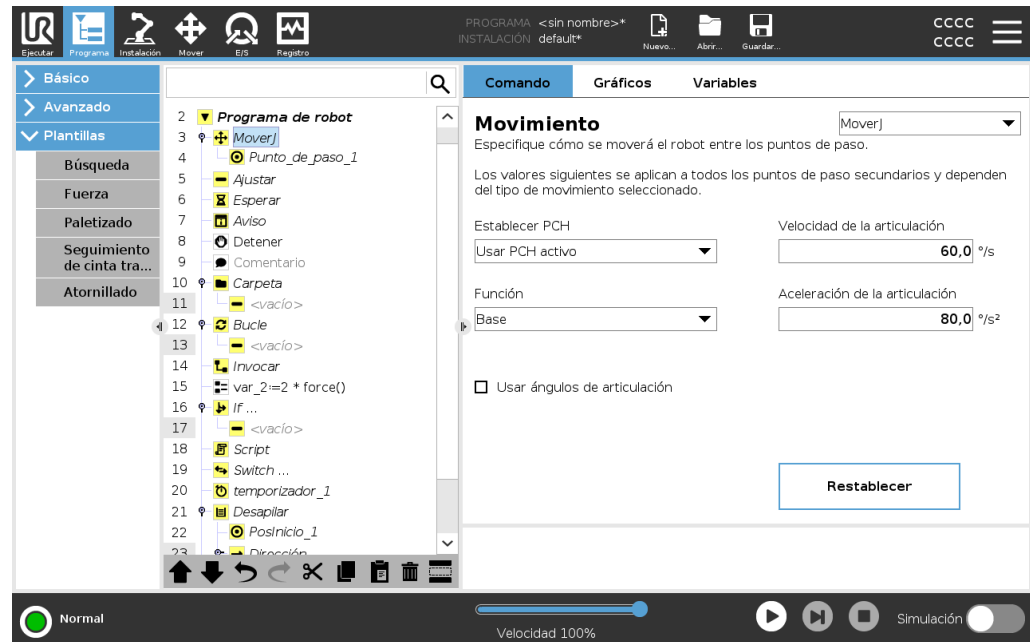 UR
PROGRAMA <sin nombre>*
INSTALACIÓN default*
CCCC
CCCC
Ejecutar Programa Instalación Mover E/S Registro Nuevo... Abrir... Guardar...
Básico
Avanzado
Plantillas
Búsqueda
Fuerza
Paletizado
Seguimiento
de cinta tra...
Atornillado
2 Programa de robot
3 MoverJ
4 Punto_de_paso_1
5 Ajustar
6 Esperar
7 Aviso
8 Detener
9 Comentario
10 Carpeta
11 <vacío>
12 Bucle
13 <vacío>
14 Invocar
15 var_2:=2 * force()
16 If ...
17 <vacío>
18 Script
19 Switch ...
20 temporizador_1
21 Desapilar
22 PosInicio_1
23 Dirección
Comando Gráficos Variables
Movimiento MoverJ
Especifique cómo se moverá el robot entre los puntos de paso.
Los valores siguientes se aplican a todos los puntos de paso secundarios y dependen
del tipo de movimiento seleccionado.
Establecer PCH Velocidad de la articulación
Usar PCH activo 60,0 °/s
Función Aceleración de la articulación
Base 80,0 °/s²
Usar ángulos de articulación
Restablecer
Normal
Velocidad 100%
Simulación